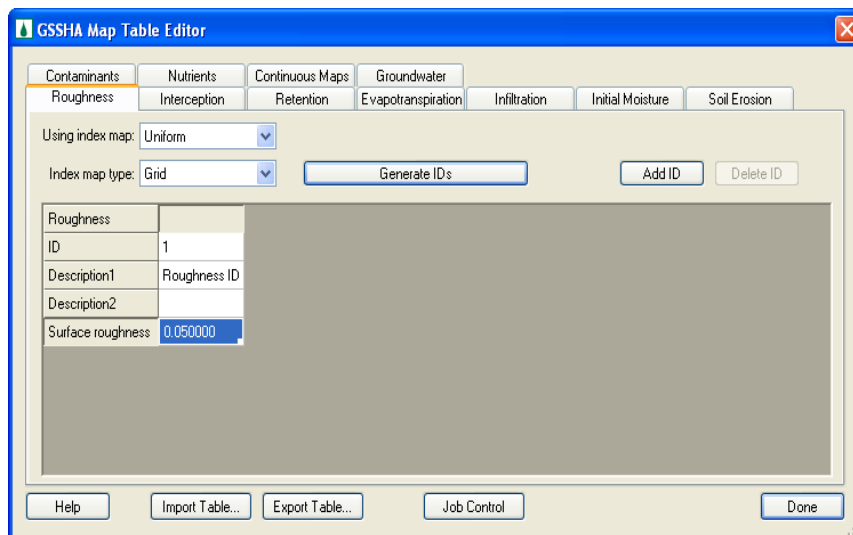 GSSHA Map Table Editor
Contaminants Nutrients Continuous Maps Groundwater
Roughness Interception Retention Evapotranspiration Infiltration Initial Moisture Soil Erosion
Using index map: Uniform
Index map type: Grid Generate IDs Add ID Delete ID
Roughness
ID 1
Description1 Roughness ID
Description2
Surface roughness 0.050000
Help Import Table... Export Table... Job Control Done